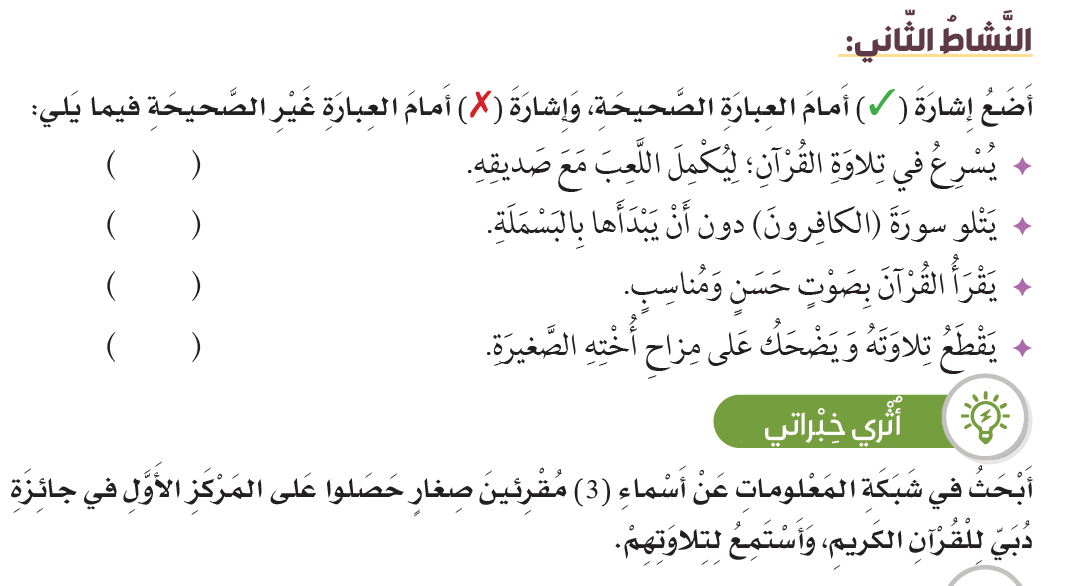 النَّشاطُ الثّاني:
أَضَعُ إِشارَةَ (✓) أَمامَ العِبارَةِ الصَّحيحَةِ، وَإِشارَةَ (✗) أَمامَ العِبارَةِ غَيْرِ الصَّحيحَةِ فيما يَلي:
✦ يُسْرِعُ في تِلاوَةِ القُرْآنِ؛ لِيُكْمِلَ اللَّعِبَ مَعَ صَديقِهِ. ( )
✦ يَتْلو سورَةَ (الكافِرونَ) دون أَنْ يَبْدَأَها بِالبَسْمَلَةِ. ( )
✦ يَقْرَأُ القُرْآنَ بِصَوْتٍ حَسَنٍ وَمُناسِبٍ. ( )
✦ يَقْطَعُ تِلاوَتَهُ وَ يَضْحَكُ عَلى مِزاحِ أُخْتِهِ الصَّغيرَةِ. ( )
أُثْري خِبْراتي
أَبْحَثُ في شَبَكَةِ المَعْلوماتِ عَنْ أَسْماءِ (3) مُقْرِئينَ صِغارٍ حَصَلوا عَلى المَرْكَزِ الأَوَّلِ في جائِزَةِ
دُبَيّ لِلْقُرْآنِ الكَريمِ، وَأَسْتَمِعُ لِتِلاوَتِهِمْ.